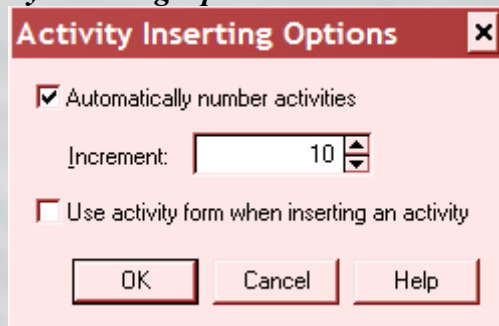 Activity Inserting Options
Automatically number activities
Increment: 10
Use activity form when inserting an activity
OK Cancel Help